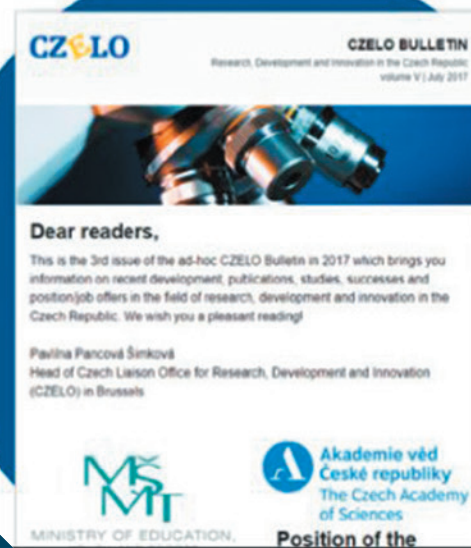 CZELO
CZELO BULLETIN
Research, Development and Innovation in the Czech Republic
volume V | July 2017
Dear readers,
This is the 3rd issue of the ad-hoc CZELO Bulletin in 2017 which brings you
information on recent development, publications, studies, successes and
position/job offers in the field of research, development and innovation in the
Czech Republic. We wish you a pleasant reading!
Pavlína Pancová Šimková
Head of Czech Liaison Office for Research, Development and Innovation
(CZELO) in Brussels
MŠ
MT
MINISTRY OF EDUCATION,
Akademie věd
České republiky
The Czech Academy
of Sciences
Position of the